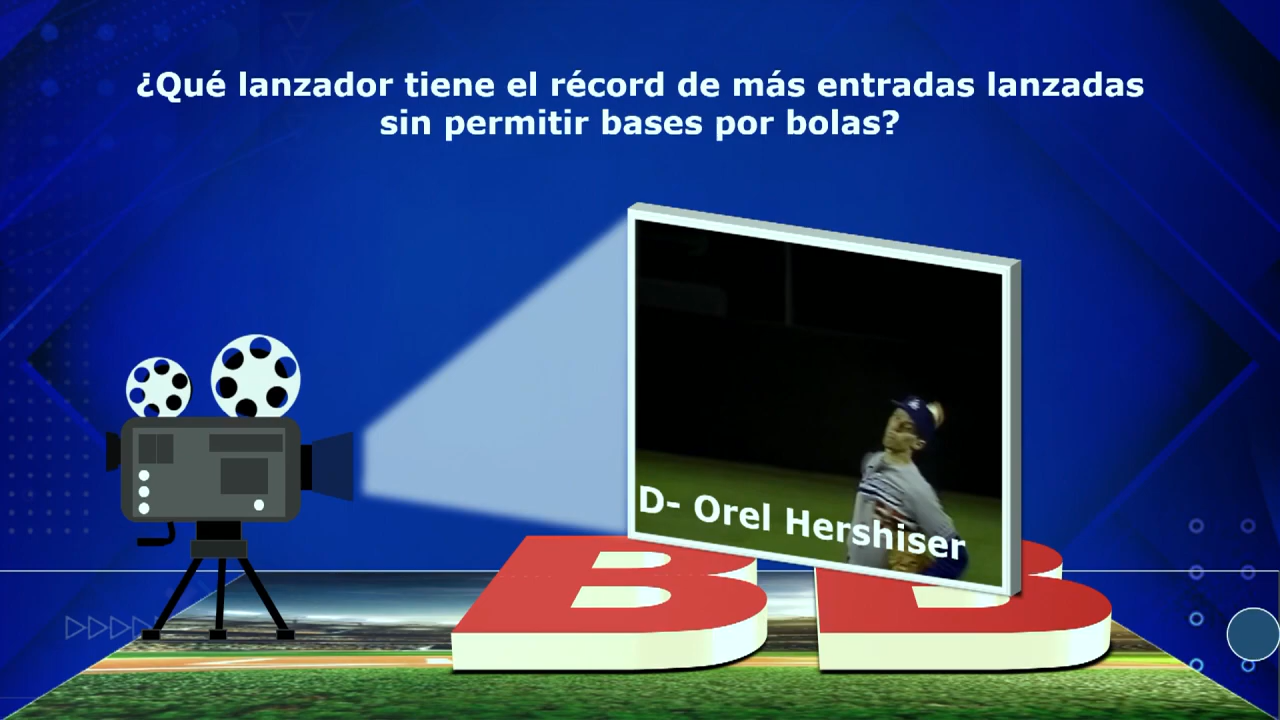 ¿Qué lanzador tiene el récord de más entradas lanzadas
sin permitir bases por bolas?
D- Orel Hershiser
BB